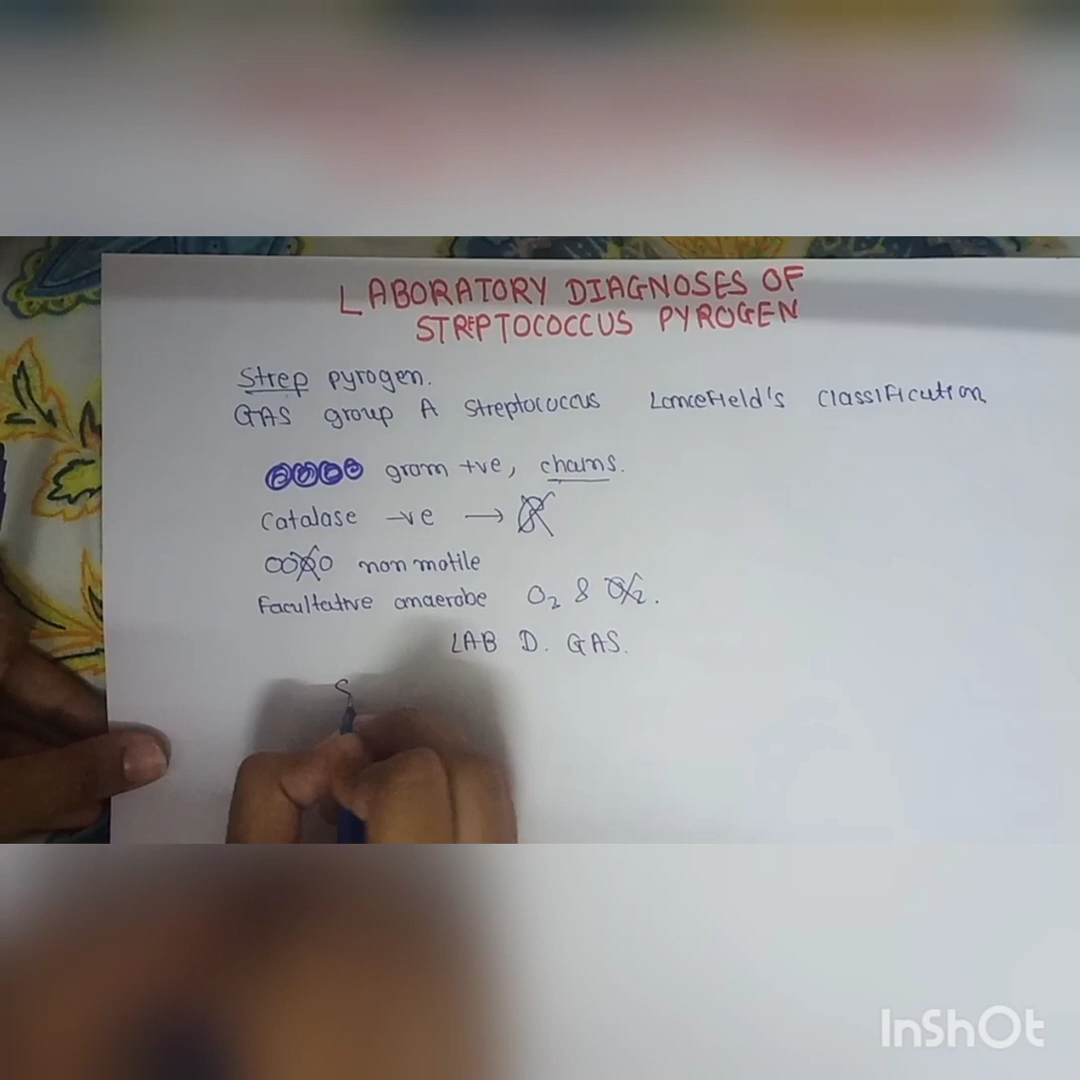 LABORATORY DIAGNOSES OF
STREPTOCOCCUS PYROGEN
Strep pyrogen.
GAS group A Streptococcus Lancefield's classification
gram +ve, chains.
Catalase -ve →
non motile
Facultative anaerobe O₂ & O₂.
LAB D. GAS.
S
InShOt